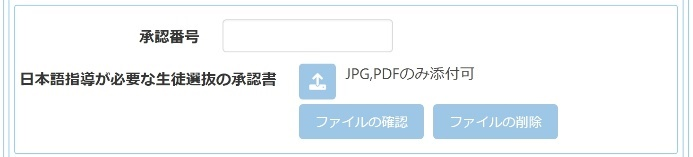 承認番号
日本語指導が必要な生徒選抜の承認書 JPG,PDFのみ添付可
ファイルの確認 ファイルの削除